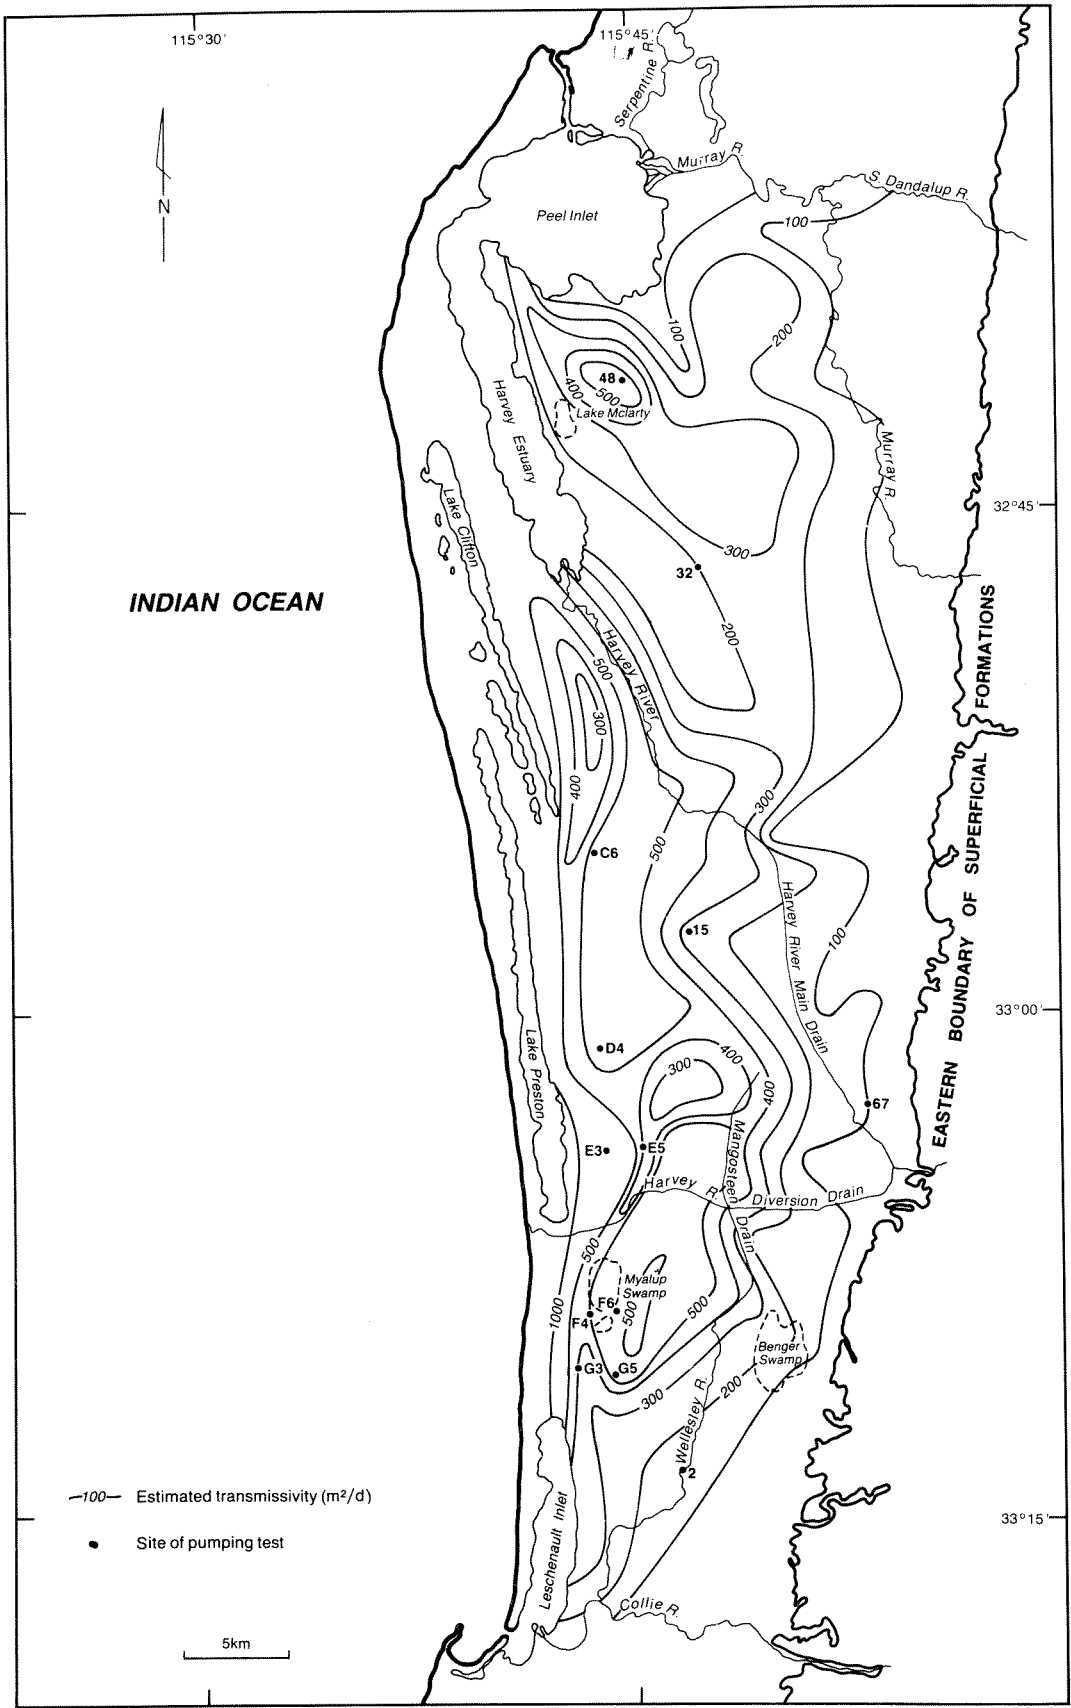 115°30'
115°45'
Serpentine R.
Murray R.
S. Dandalup R.
N
Peel Inlet
100
100
200
48
400
500
Lake Mclarty
Harvey Estuary
Murray R.
Lake Clifton
32°45'
300
32
INDIAN OCEAN
200
Harvey River
500
300
400
300
EASTERN BOUNDARY OF SUPERFICIAL FORMATIONS
C6
500
15
Harvey River Main Drain
100
33°00'
Lake Preston
D4
400
300
400
67
E3
E5
Mangosteen Drain
Harvey R. Diversion Drain
500
Myalup
Swamp
F6
500
500
1000
F4
Benger
Swamp
G3
G5
200
300
Wellesley R.
2
—100— Estimated transmissivity (m²/d)
Site of pumping test
33°15'
Leschenault Inlet
Collie R.
5km